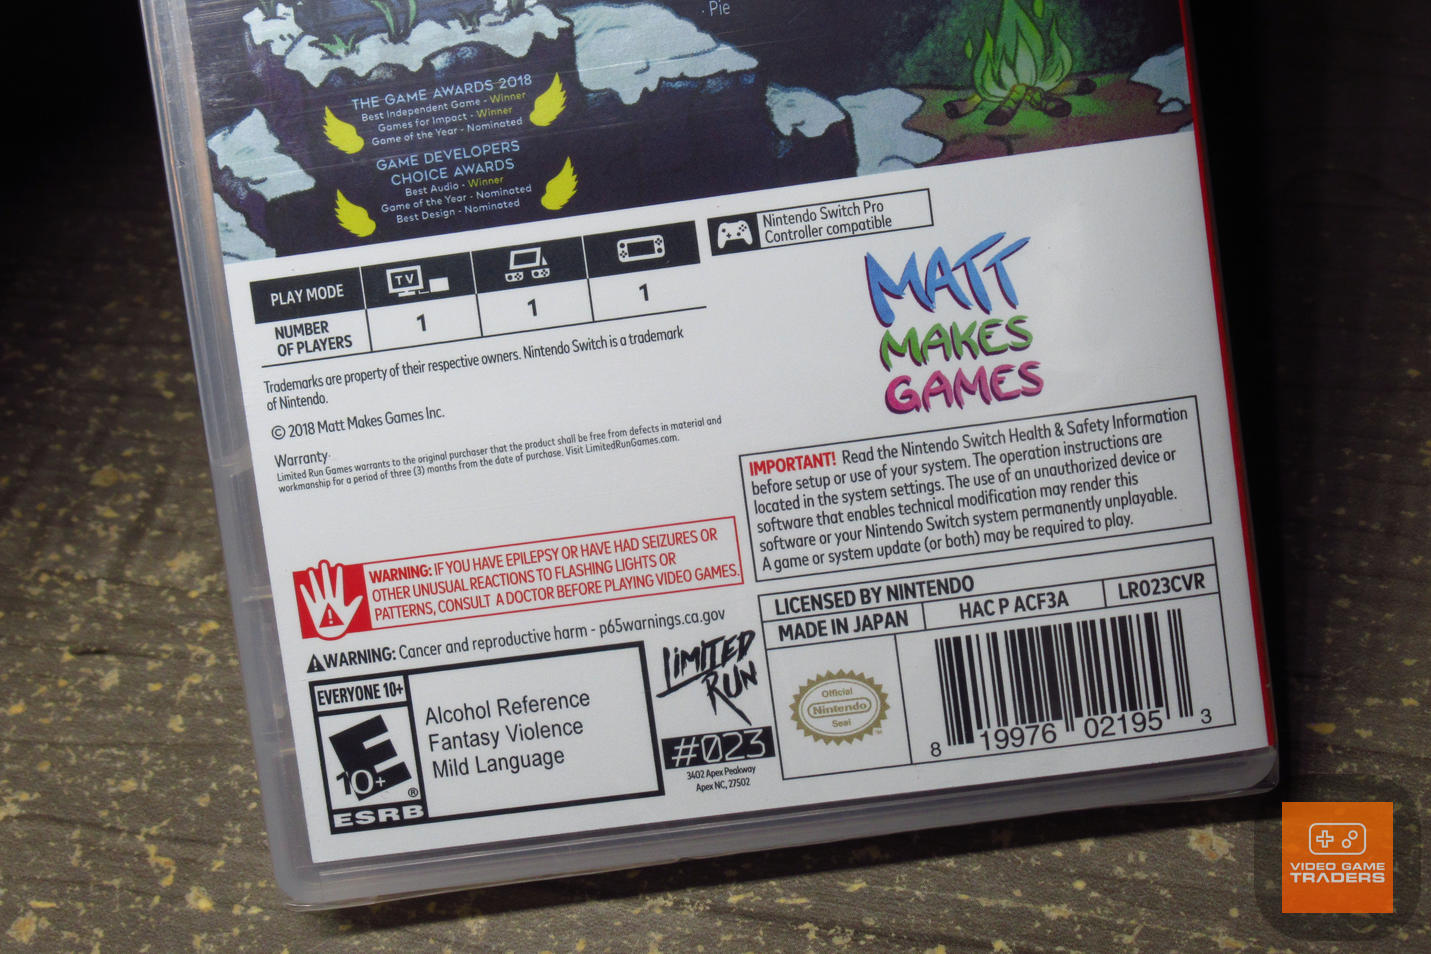 · Pie
THE GAME AWARDS 2018
Best Independent Game - Winner
Games for Impact - Winner
Game of the Year - Nominated
GAME DEVELOPERS
CHOICE AWARDS
Best Audio - Winner
Game of the Year - Nominated
Best Design - Nominated
PLAY MODE
TV
NUMBER
OF PLAYERS
1
1
1
Nintendo Switch Pro
Controller compatible
MATT
MAKES
GAMES
Trademarks are property of their respective owners. Nintendo Switch is a trademark
of Nintendo.
© 2018 Matt Makes Games Inc.
Warranty·
Limited Run Games warrants to the original purchaser that the product shall be free from defects in material and
workmanship for a period of three (3) months from the date of purchase. Visit LimitedRunGames.com.
IMPORTANT! Read the Nintendo Switch Health & Safety Information
before setup or use of your system. The operation instructions are
located in the system settings. The use of an unauthorized device or
software that enables technical modification may render this
software or your Nintendo Switch system permanently unplayable.
A game or system update (or both) may be required to play.
WARNING: IF YOU HAVE EPILEPSY OR HAVE HAD SEIZURES OR
OTHER UNUSUAL REACTIONS TO FLASHING LIGHTS OR
PATTERNS, CONSULT A DOCTOR BEFORE PLAYING VIDEO GAMES.
WARNING: Cancer and reproductive harm - p65warnings.ca.gov
EVERYONE 10+
E
10+
®
ESRB
Alcohol Reference
Fantasy Violence
Mild Language
LIMITED
RUN
#023
3402 Apex Peakway
Apex NC, 27502
LICENSED BY NINTENDO
MADE IN JAPAN
HAC P ACF3A
LR023CVR
Official
Nintendo
Seal
TM
8 19976 02195 3
VIDEO GAME
TRADERS